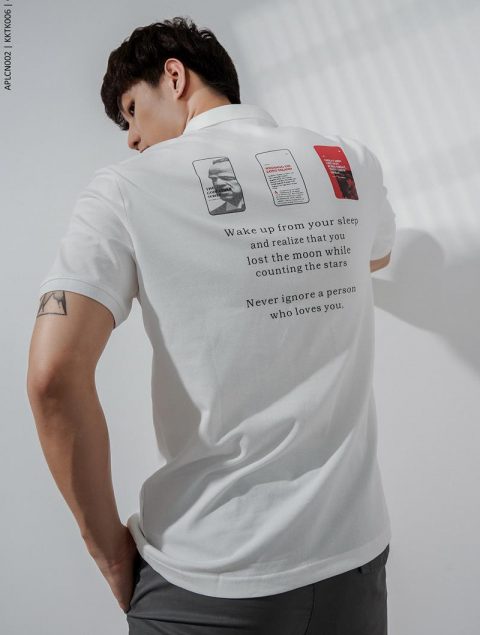 APLCN002 | KKTK006 |
Wake up from your sleep
and realize that you
lost the moon while
counting the stars
Never ignore a person
who loves you.